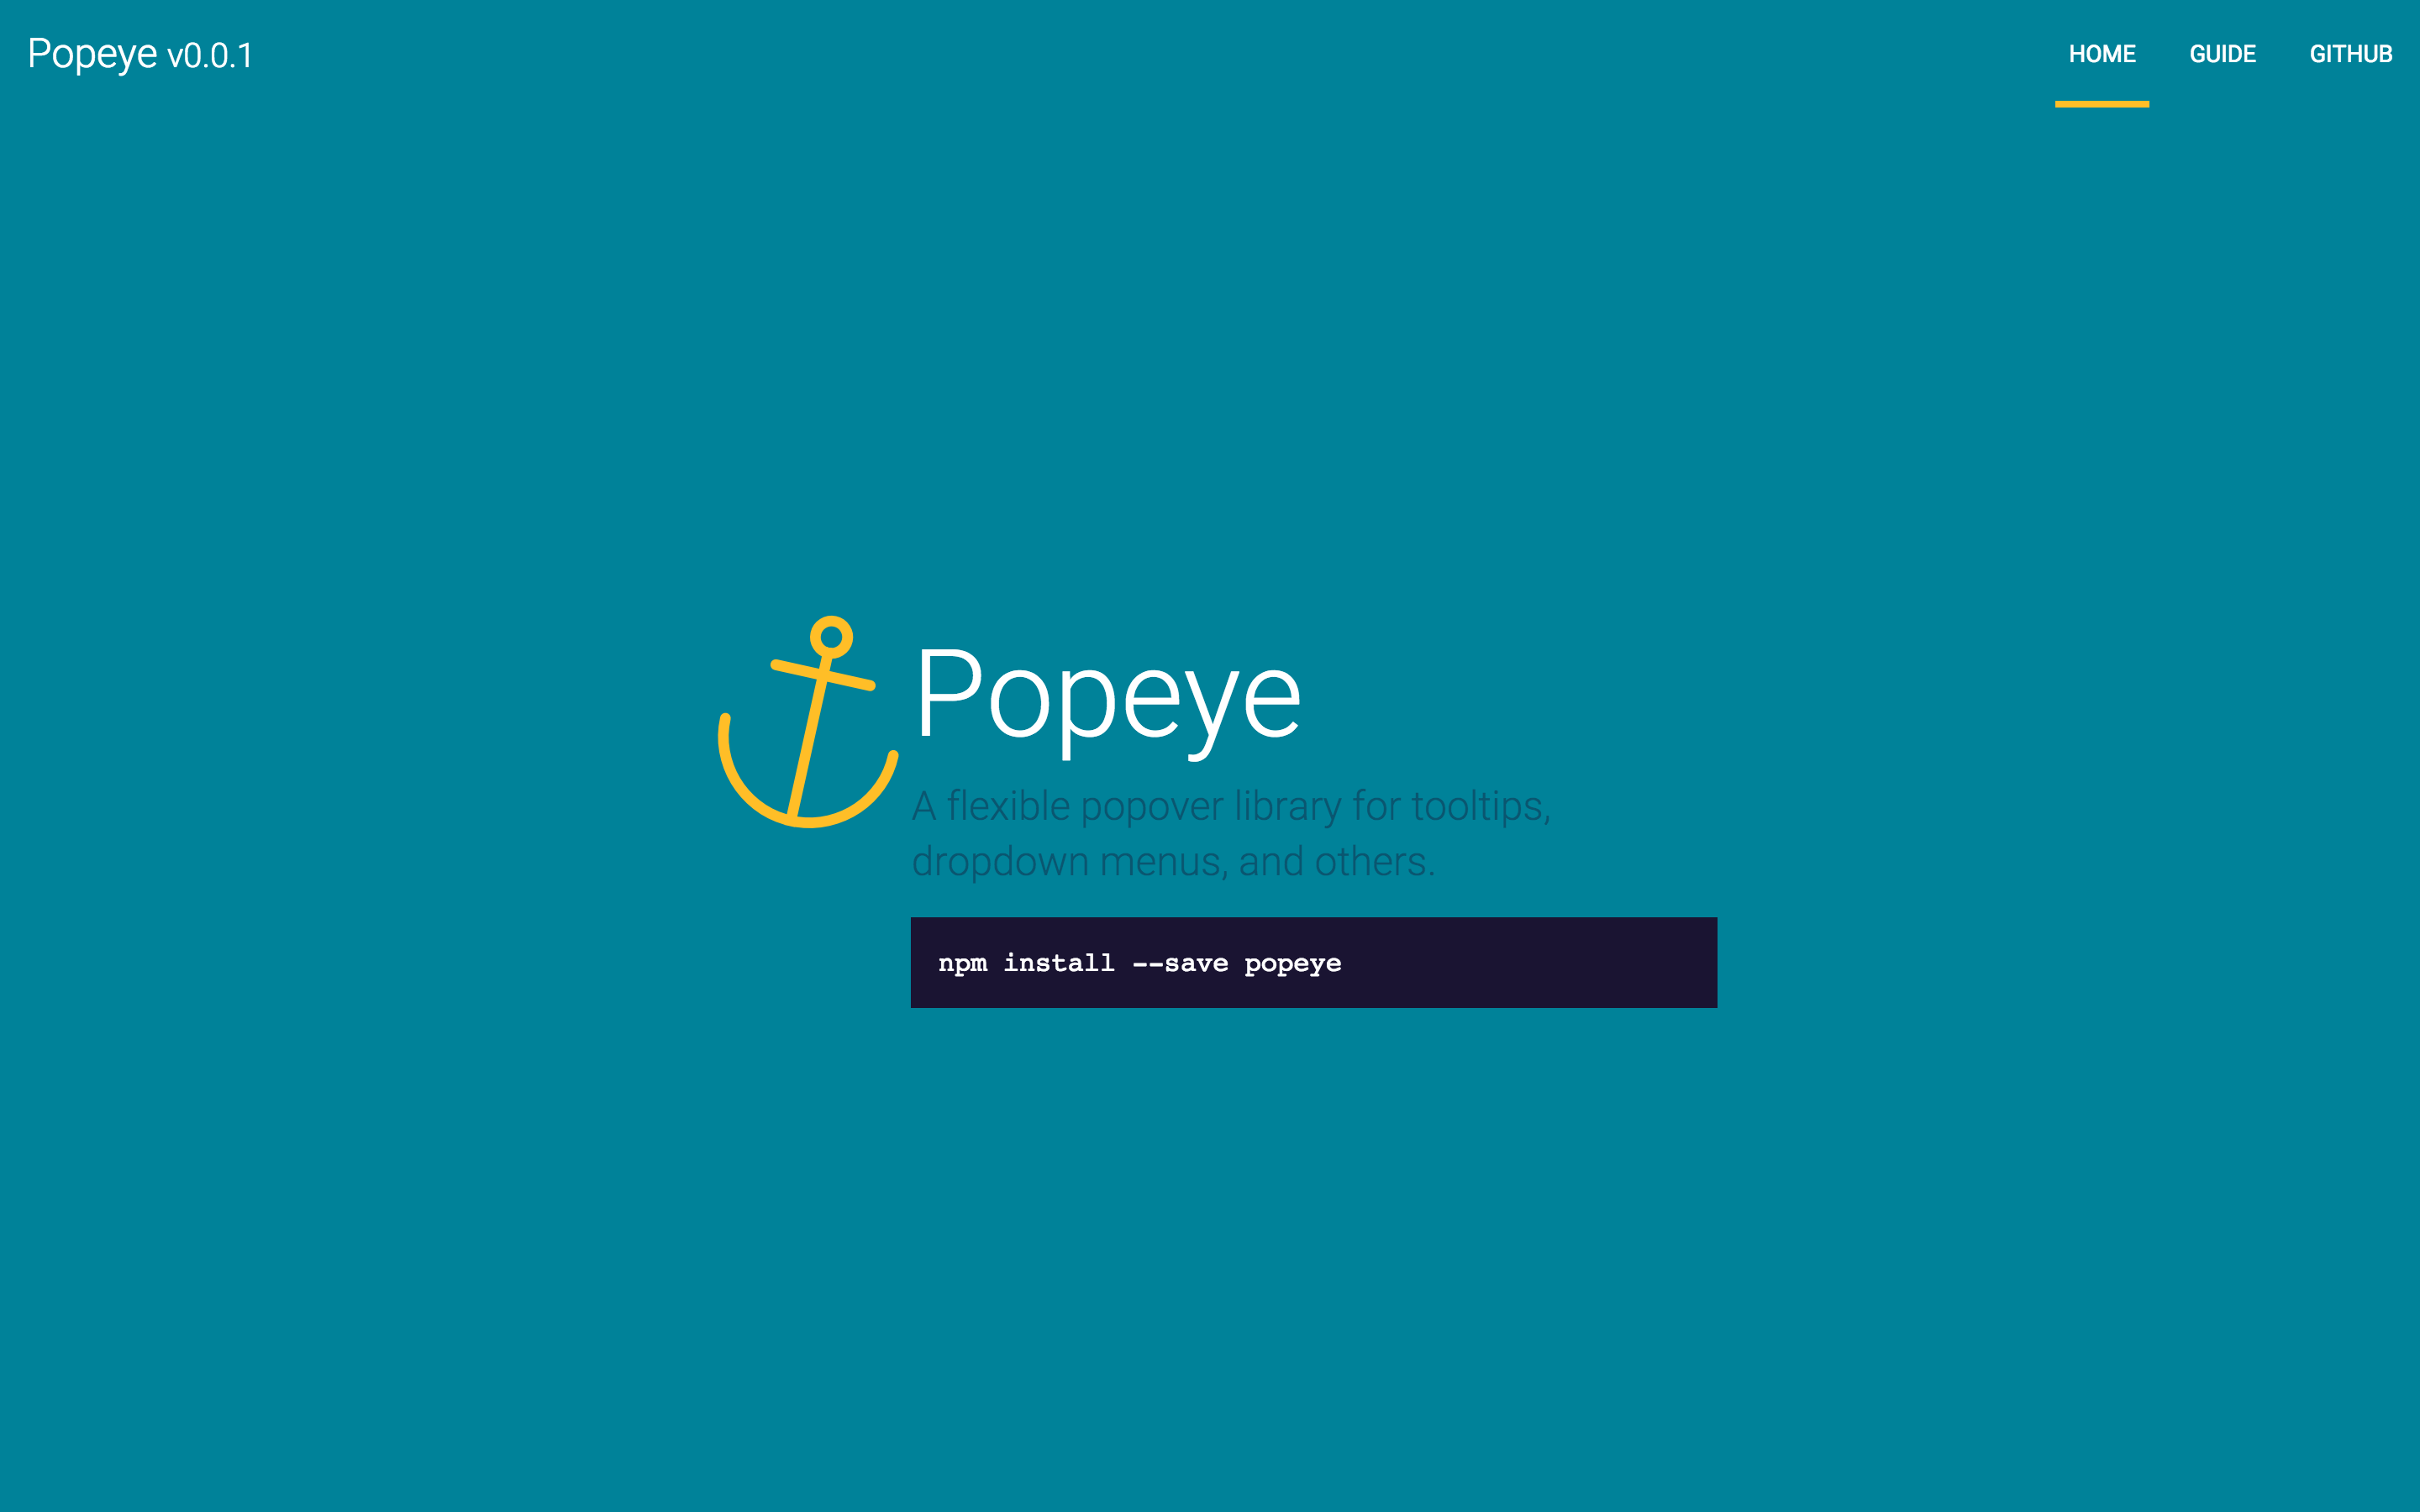 Popeye v0.0.1
HOME GUIDE GITHUB
Popeye
A flexible popover library for tooltips,
dropdown menus, and others.
npm install --save popeye